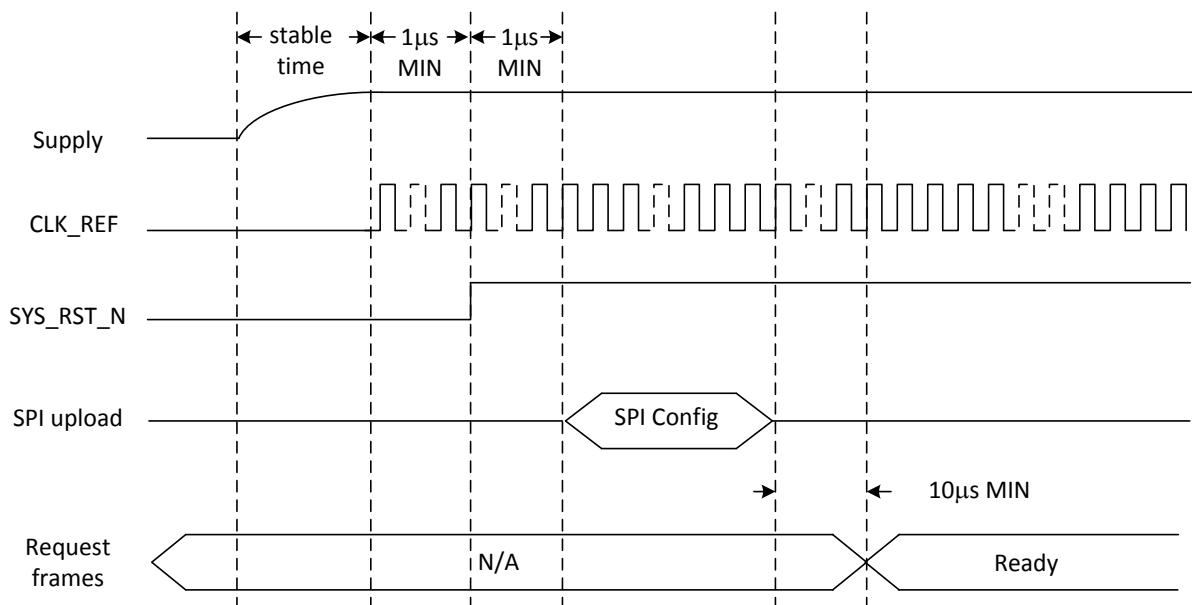 stable
time
1μs
MIN
1μs
MIN
Supply
CLK_REF
SYS_RST_N
SPI upload
SPI Config
10μs MIN
Request
frames
N/A
Ready